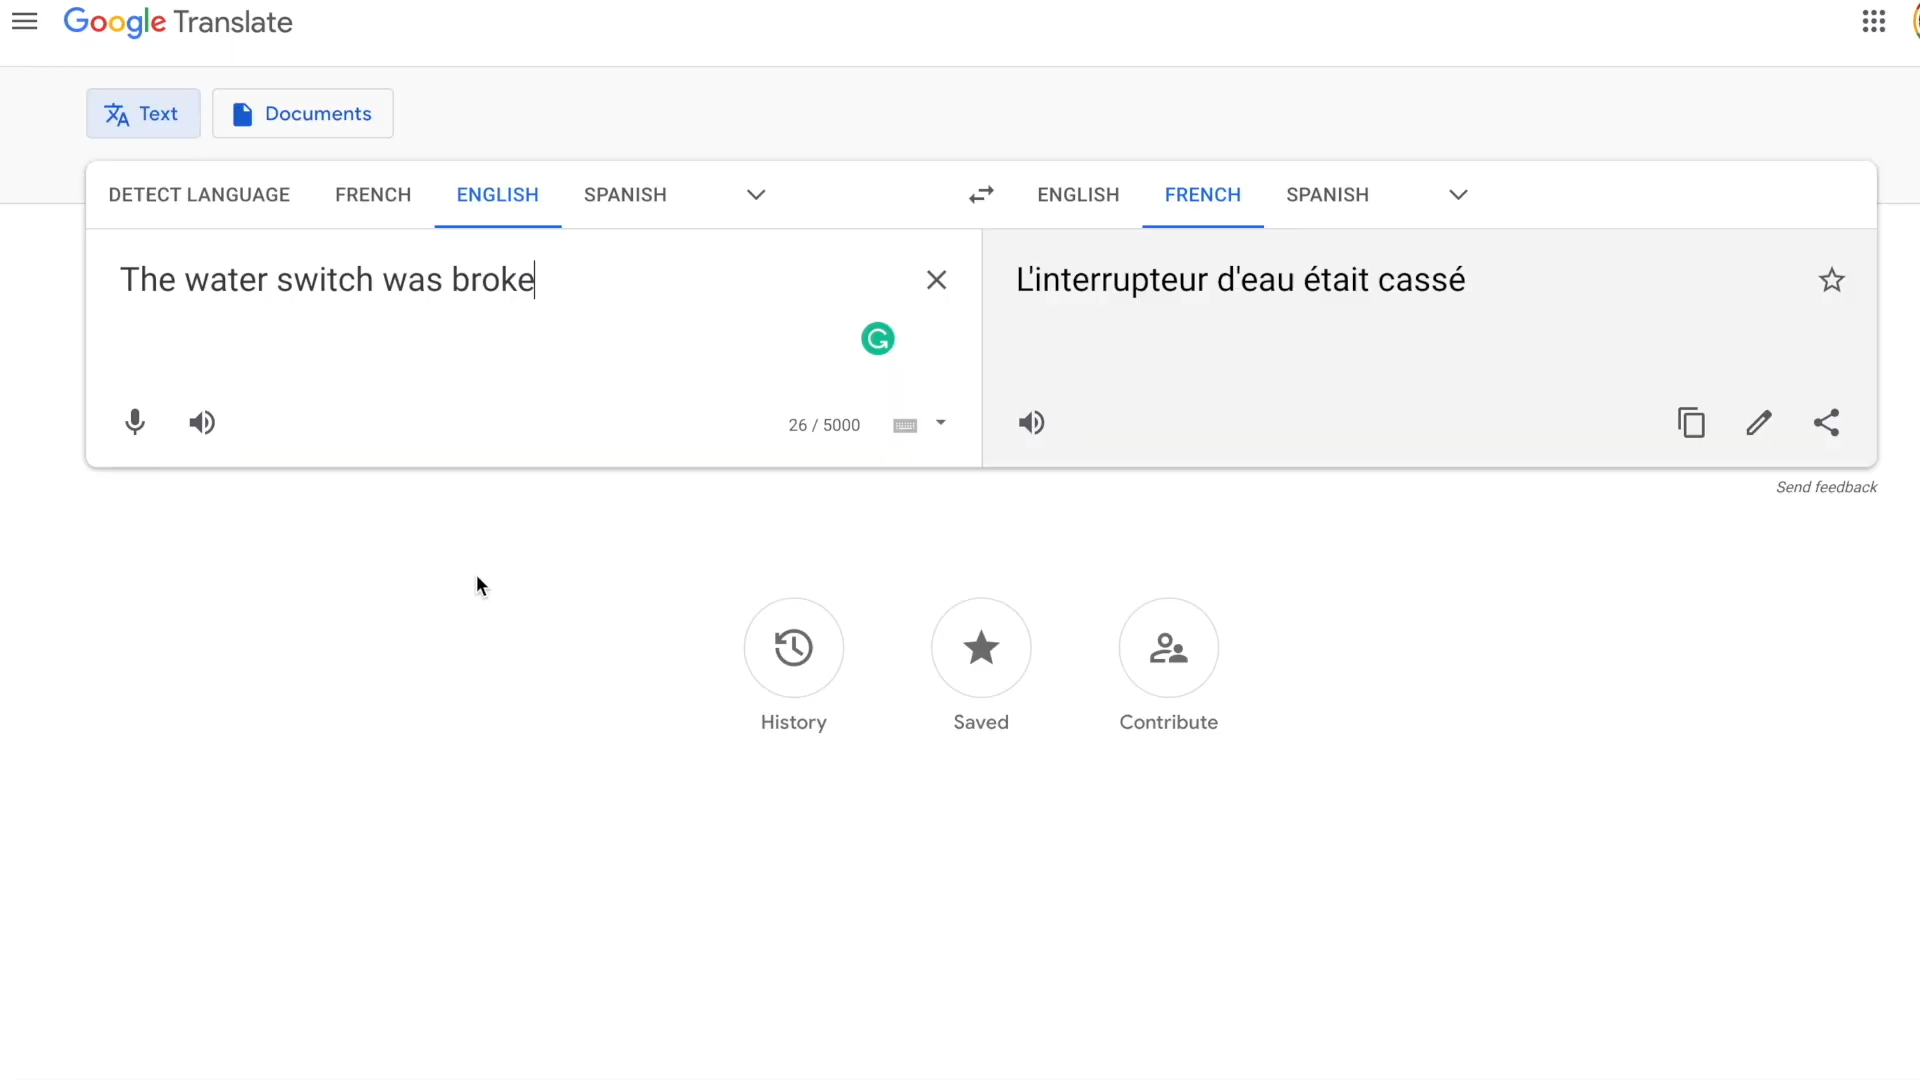 Google Translate
Text
Documents
DETECT LANGUAGE FRENCH ENGLISH SPANISH
ENGLISH FRENCH SPANISH
The water switch was broke
L'interrupteur d'eau était cassé
26 / 5000
Send feedback
History
Saved
Contribute